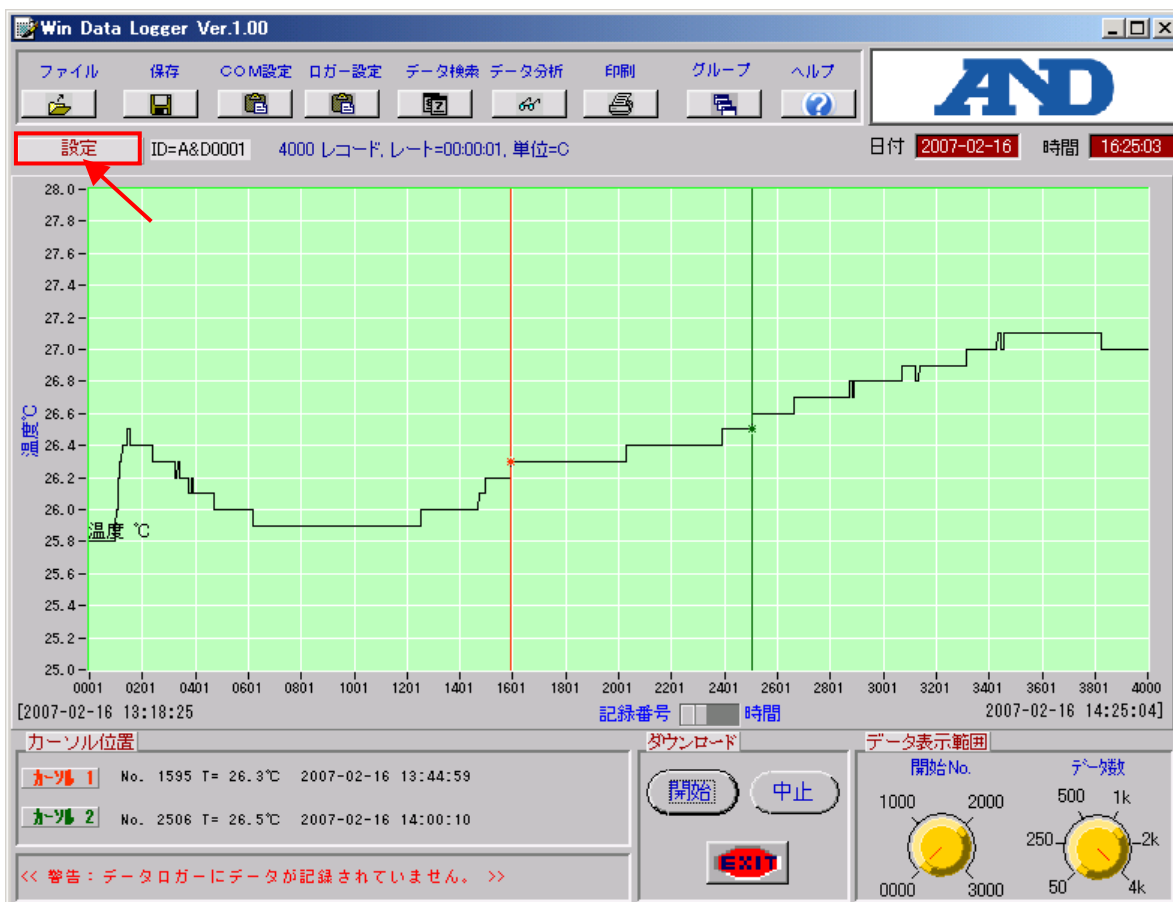 Win Data Logger Ver.1.00
ファイル 保存 COM設定 ロガー設定 データ検索 データ分析 印刷 グループ ヘルプ
AND
設定 ID=A&D0001 4000 レコード, レート=00:00:01, 単位=C 日付 2007-02-16 時間 16:25:03
28.0
27.8
27.6
27.4
27.2
27.0
26.8
26.6
26.4
26.2
26.0
25.8
25.6
25.4
25.2
25.0
温度℃
温度 ℃
0001 0201 0401 0601 0801 1001 1201 1401 1601 1801 2001 2201 2401 2601 2801 3001 3201 3401 3601 3801 4000
[2007-02-16 13:18:25 記録番号 時間 2007-02-16 14:25:04]
カーソル位置
カーソル 1 No. 1595 T= 26.3℃ 2007-02-16 13:44:59
カーソル 2 No. 2506 T= 26.5℃ 2007-02-16 14:00:10
<< 警告：データロガーにデータが記録されていません。 >>
ダウンロード
開始 中止
EXIT
データ表示範囲
開始No. データ数
1000 2000 500 1k
250 2k
0000 3000 50 4k